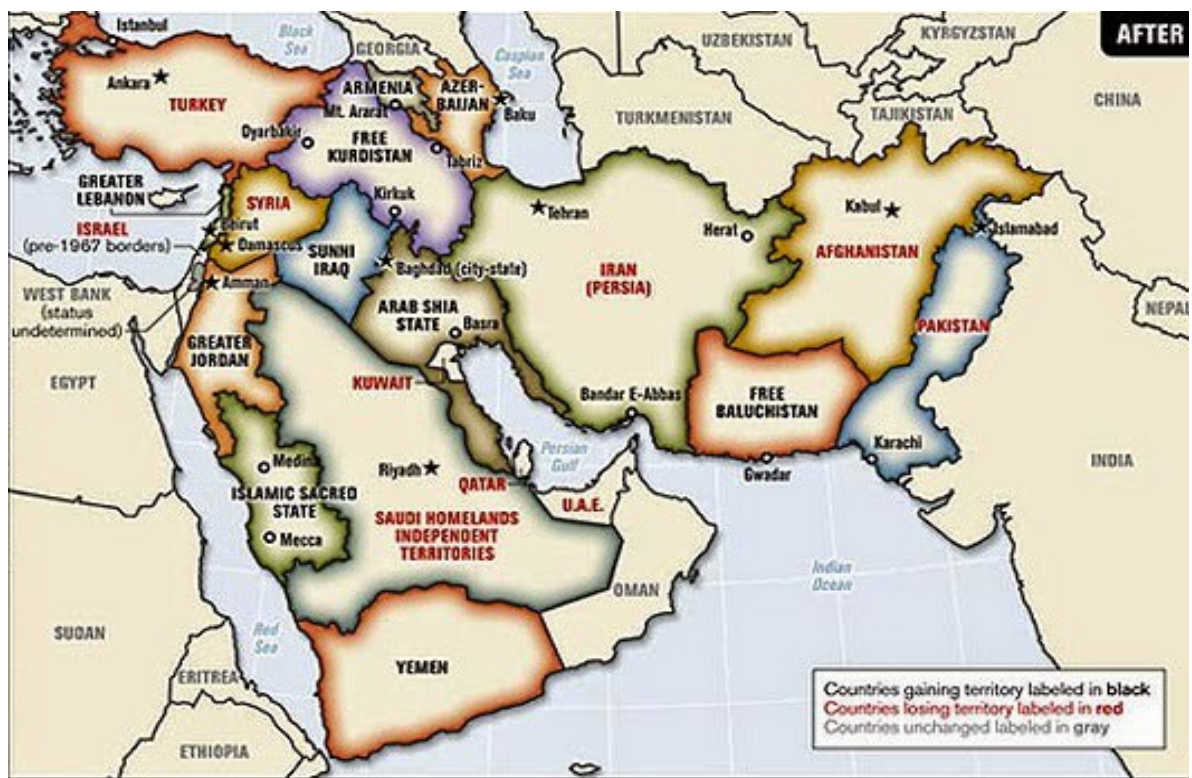 AFTER
Istanbul
Black
Sea
GEORGIA
Caspian
Sea
UZBEKISTAN
KYRGYZSTAN
Ankara
TURKEY
ARMENIA
Mt. Ararat
AZER-
BAIJAN
Baku
TURKMENISTAN
TAJIKISTAN
CHINA
Dyarbakir
FREE
KURDISTAN
Tabriz
GREATER
LEBANON
SYRIA
Kirkuk
Tehran
Herat
Kabul
Islamabad
ISRAEL
(pre-1967 borders)
Beirut
Damascus
SUNNI
IRAQ
Baghdad (city-state)
IRAN
(PERSIA)
AFGHANISTAN
WEST BANK
(status
undetermined)
Amman
ARAB SHIA
STATE
Basra
NEPAL
PAKISTAN
GREATER
JORDAN
KUWAIT
EGYPT
Bandar E-Abbas
FREE
BALUCHISTAN
Persian
Gulf
Karachi
Gwadar
INDIA
Medina
Riyadh
QATAR
ISLAMIC SACRED
STATE
Mecca
U.A.E.
SAUDI HOMELANDS
INDEPENDENT
TERRITORIES
OMAN
Indian
Ocean
SUDAN
Red
Sea
YEMEN
ERITREA
ETHIOPIA
Countries gaining territory labeled in black
Countries losing territory labeled in red
Countries unchanged labeled in gray